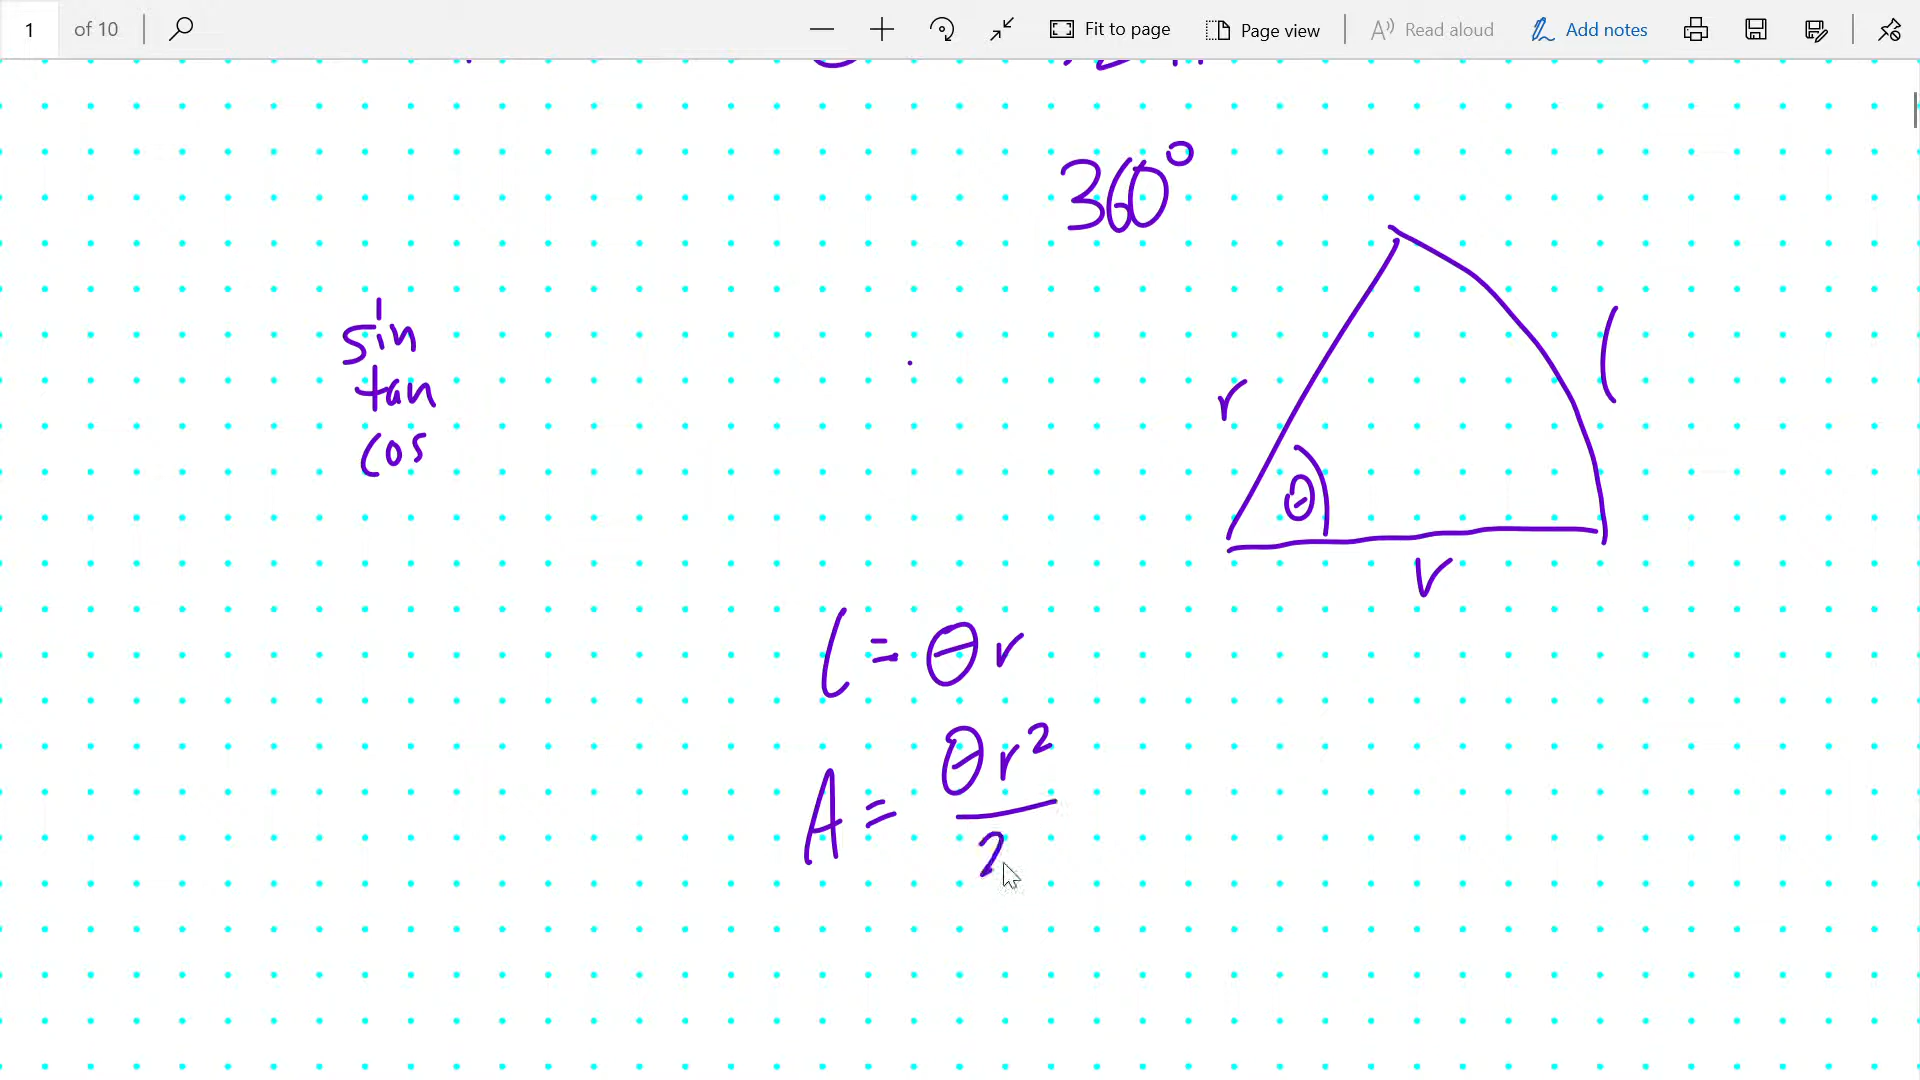 1 of 10 Fit to page Page view Read aloud Add notes
360°
sin
tan
cos
r
l
θ
r
l = θr
A = θr²/2